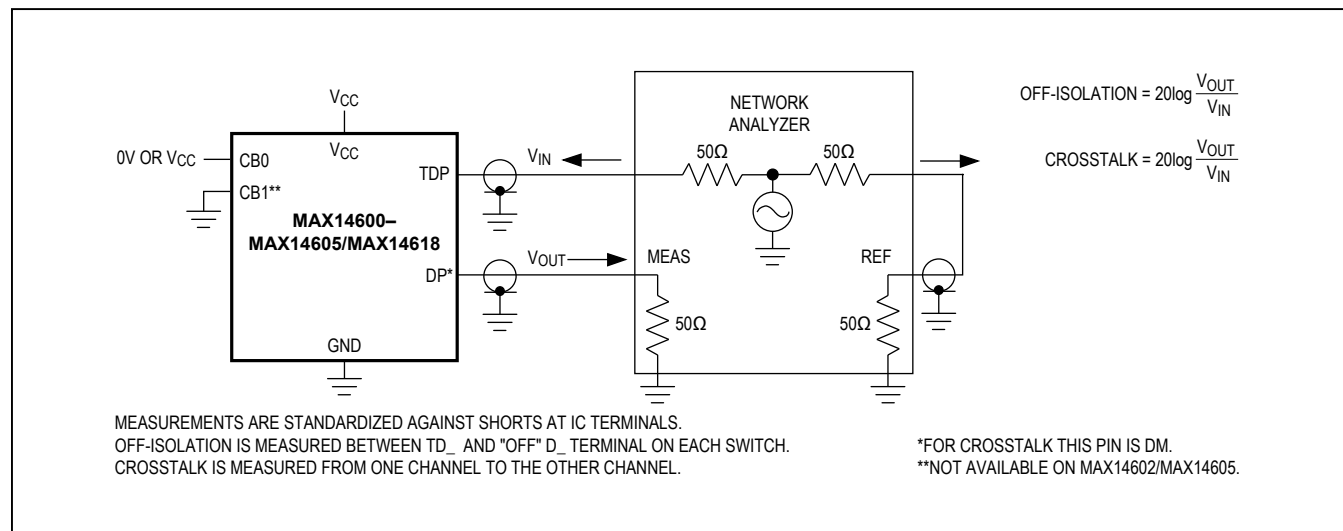 VCC
0V OR VCC
CB0
VCC
CB1**
TDP
MAX14600–
MAX14605/MAX14618
DP*
GND
VIN
VOUT
NETWORK
ANALYZER
50Ω
50Ω
MEAS
REF
50Ω
50Ω
OFF-ISOLATION = 20log VOUT/VIN
CROSSTALK = 20log VOUT/VIN
MEASUREMENTS ARE STANDARDIZED AGAINST SHORTS AT IC TERMINALS.
OFF-ISOLATION IS MEASURED BETWEEN TD_ AND "OFF" D_ TERMINAL ON EACH SWITCH.
CROSSTALK IS MEASURED FROM ONE CHANNEL TO THE OTHER CHANNEL.
*FOR CROSSTALK THIS PIN IS DM.
**NOT AVAILABLE ON MAX14602/MAX14605.